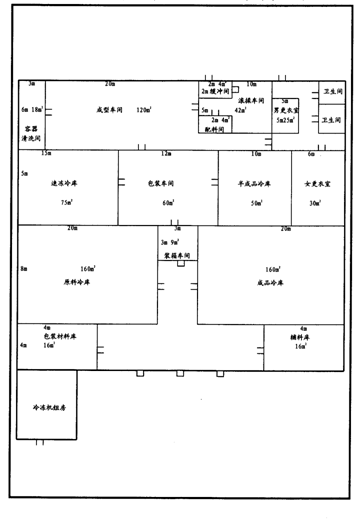 3m
20m
2m 4m²
10m
2m 缓冲间
滚揉车间
卫生间
6m 18m²
成型车间 120m²
5m
42m²
5m
2m 4m²
5m25m²
男更衣室
卫生间
容器
清洗间
配料间
15m
12m
10m
6m
5m
速冻冷库
包装车间
半成品冷库
女更衣室
75m²
60m²
50m²
30m²
20m
3m
20m
3m 9m²
装箱车间
8m
160m²
160m²
原料冷库
成品冷库
4m
4m
包装材料库
辅料库
4m 16m²
16m²
冷冻机组房